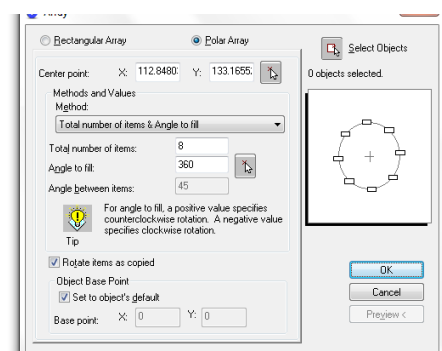 Array
Rectangular Array
Polar Array
Select Objects
Center point: X: 112.8480: Y: 133.1655:
0 objects selected.
Methods and Values
Method:
Total number of items & Angle to fill
Total number of items: 8
Angle to fill: 360
Angle between items: 45
For angle to fill, a positive value specifies
counterclockwise rotation. A negative value
specifies clockwise rotation.
Tip
Rotate items as copied
Object Base Point
Set to object's default
Base point: X: 0 Y: 0
OK
Cancel
Preview <